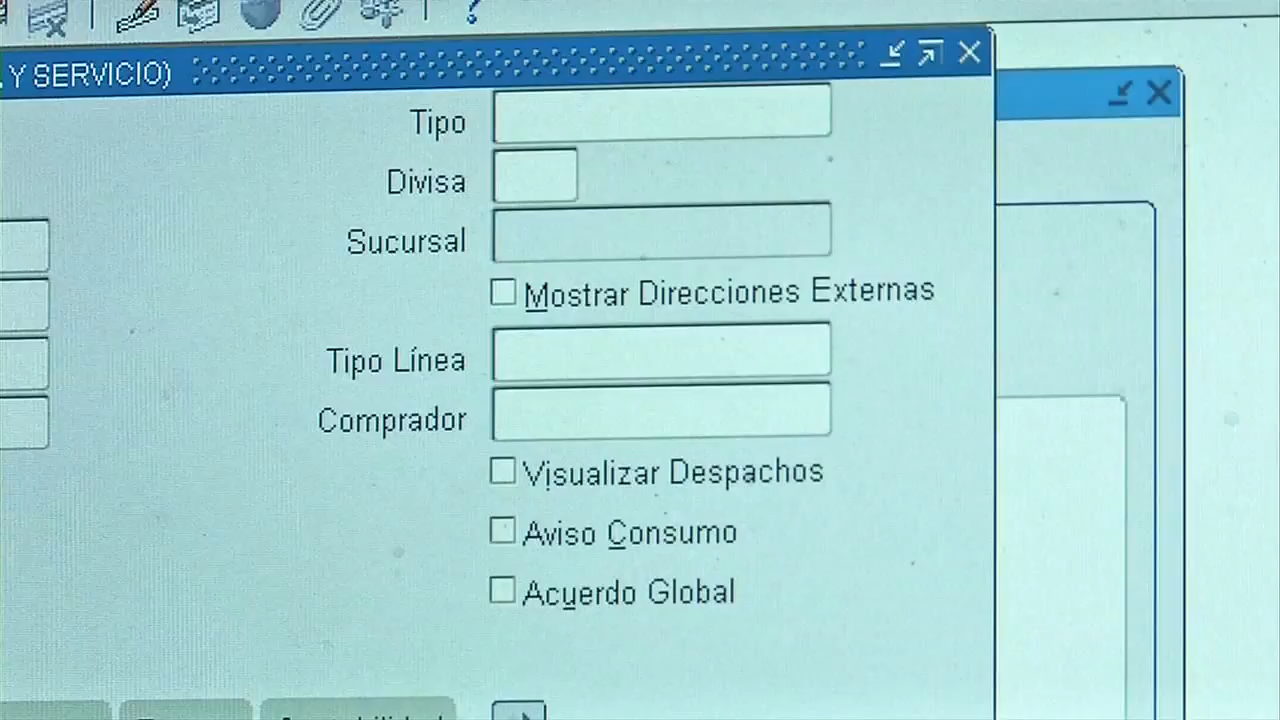 Y SERVICIO)
Tipo
Divisa
Sucursal
Mostrar Direcciones Externas
Tipo Línea
Comprador
Visualizar Despachos
Aviso Consumo
Acuerdo Global